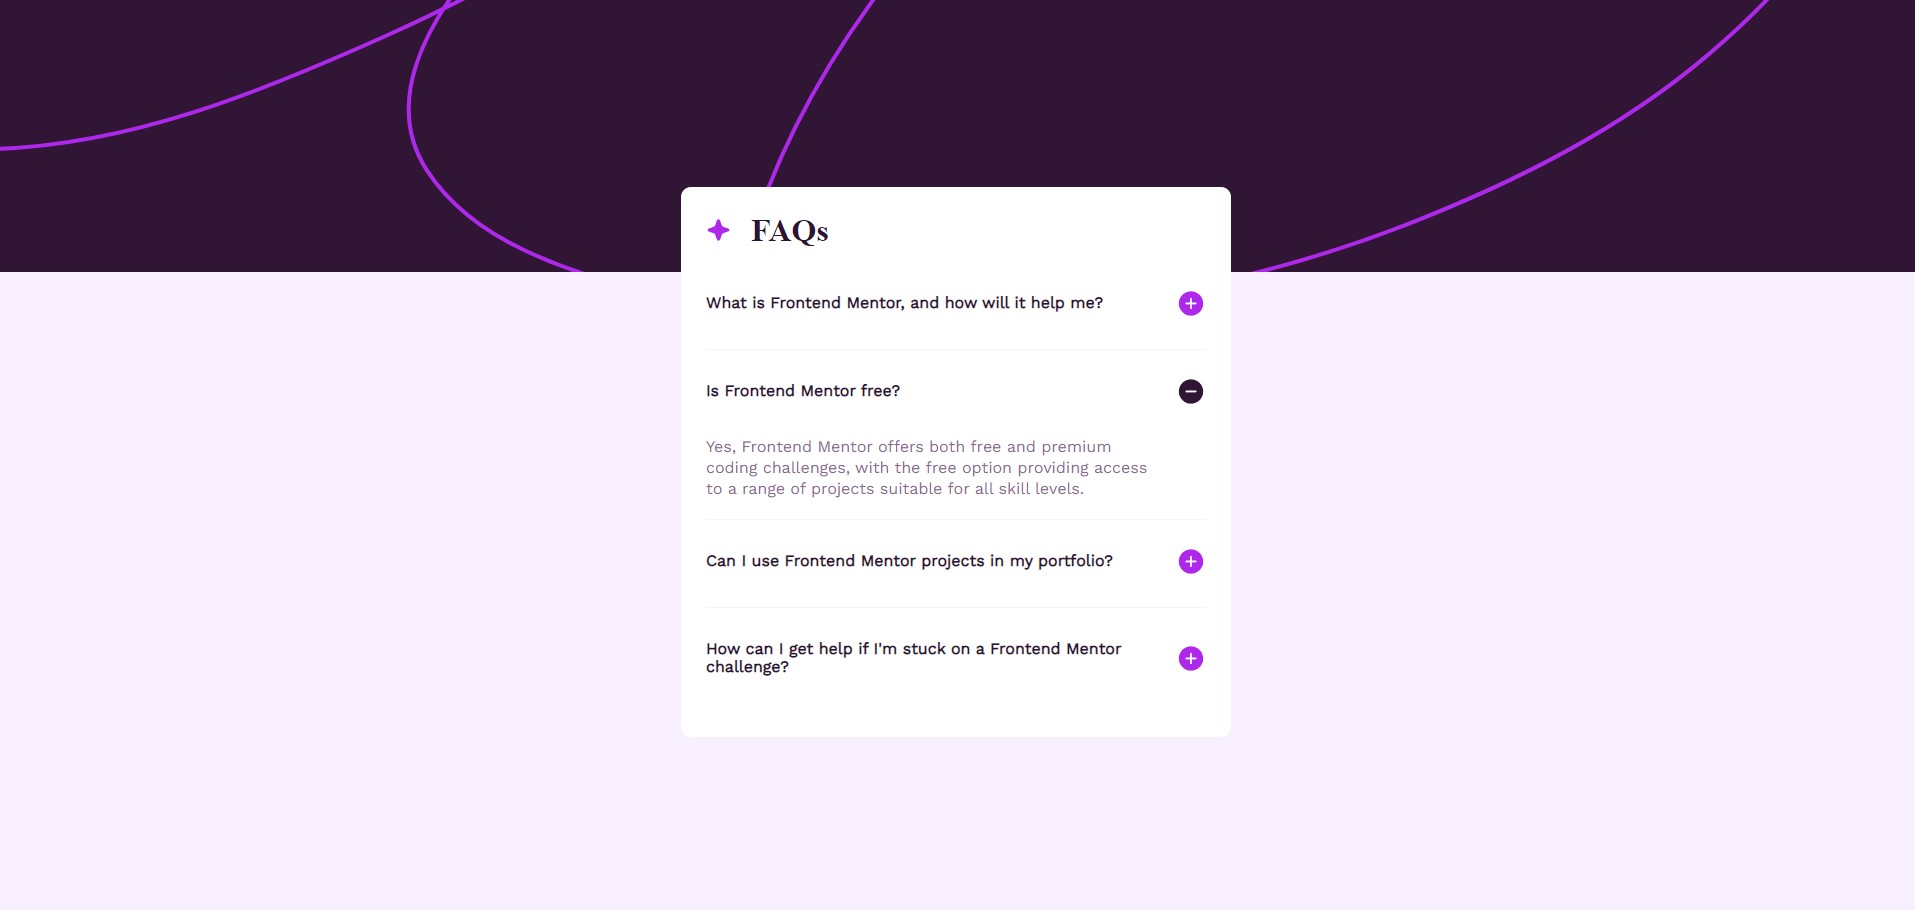 FAQs
What is Frontend Mentor, and how will it help me?
Is Frontend Mentor free?
Yes, Frontend Mentor offers both free and premium
coding challenges, with the free option providing access
to a range of projects suitable for all skill levels.
Can I use Frontend Mentor projects in my portfolio?
How can I get help if I'm stuck on a Frontend Mentor
challenge?